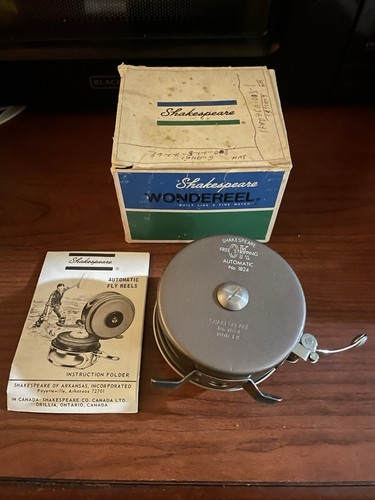 Shakespeare
Shakespeare
WONDEREEL
BUILT LIKE A FINE WATCH
Shakespeare
AUTOMATIC
FLY REELS
INSTRUCTION FOLDER
SHAKESPEARE OF ARKANSAS, INCORPORATED
Fayetteville, Arkansas 72701
IN CANADA: SHAKESPEARE CO. CANADA LTD.
ORILLIA, ONTARIO, CANADA
SHAKESPEARE
FREE STRIPPING
OK
AUTOMATIC
No. 1824
SHAKESPEARE